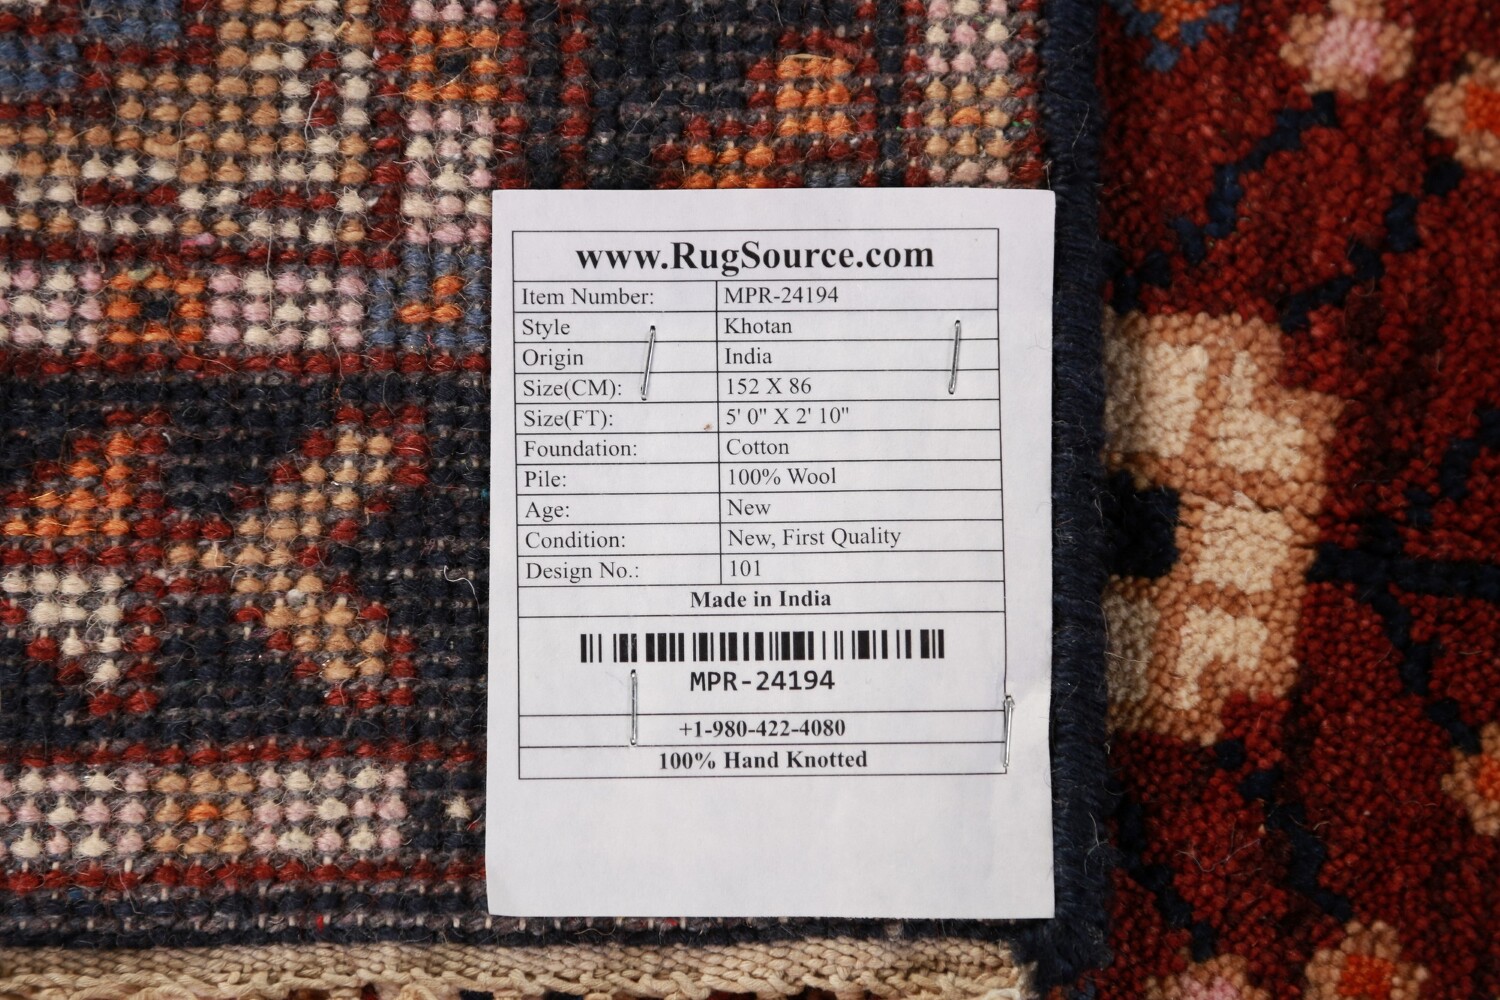 www.RugSource.com
Item Number: MPR-24194
Style Khotan
Origin India
Size(CM): 152 X 86
Size(FT): 5' 0" X 2' 10"
Foundation: Cotton
Pile: 100% Wool
Age: New
Condition: New, First Quality
Design No.: 101
Made in India
MPR-24194
+1-980-422-4080
100% Hand Knotted